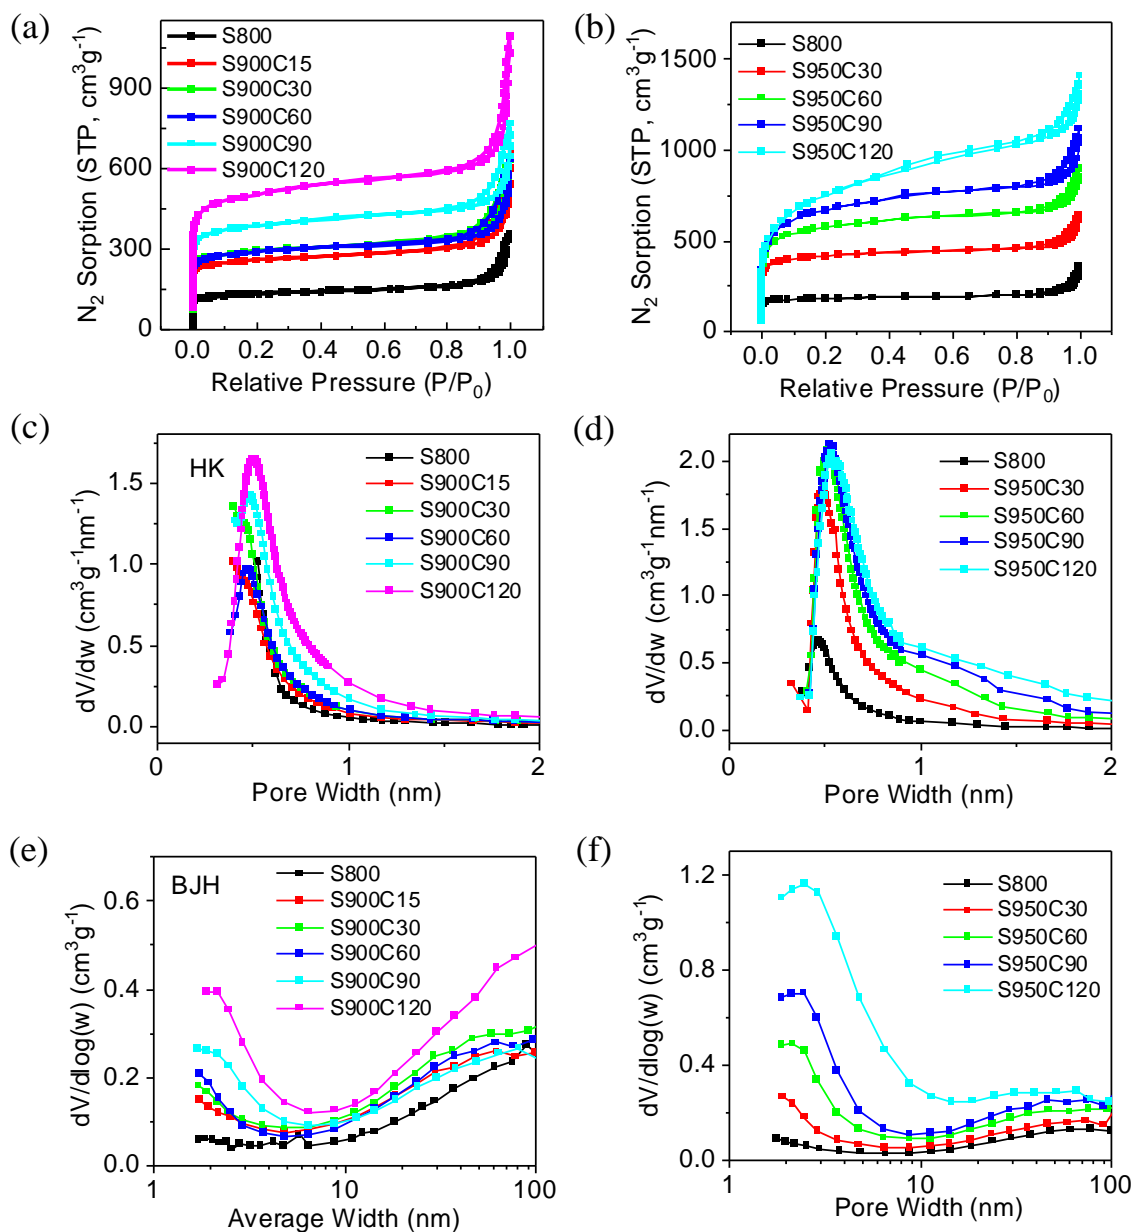 (a)
N₂ Sorption (STP, cm³g⁻¹)
S800
S900C15
S900C30
S900C60
S900C90
S900C120
900
600
300
0
0.0 0.2 0.4 0.6 0.8 1.0
Relative Pressure (P/P₀)
(b)
N₂ Sorption (STP, cm³g⁻¹)
S800
S950C30
S950C60
S950C90
S950C120
1500
1000
500
0
0.0 0.2 0.4 0.6 0.8 1.0
Relative Pressure (P/P₀)
(c)
dV/dw (cm³g⁻¹nm⁻¹)
HK
S800
S900C15
S900C30
S900C60
S900C90
S900C120
1.5
1.0
0.5
0.0
0 1 2
Pore Width (nm)
(d)
dV/dw (cm³g⁻¹nm⁻¹)
S800
S950C30
S950C60
S950C90
S950C120
2.0
1.5
1.0
0.5
0.0
0 1 2
Pore Width (nm)
(e)
dV/dlog(w) (cm³g⁻¹)
BJH
S800
S900C15
S900C30
S900C60
S900C90
S900C120
0.6
0.4
0.2
0.0
1 10 100
Average Width (nm)
(f)
dV/dlog(w) (cm³g⁻¹)
S800
S950C30
S950C60
S950C90
S950C120
1.2
0.8
0.4
0.0
1 10 100
Pore Width (nm)